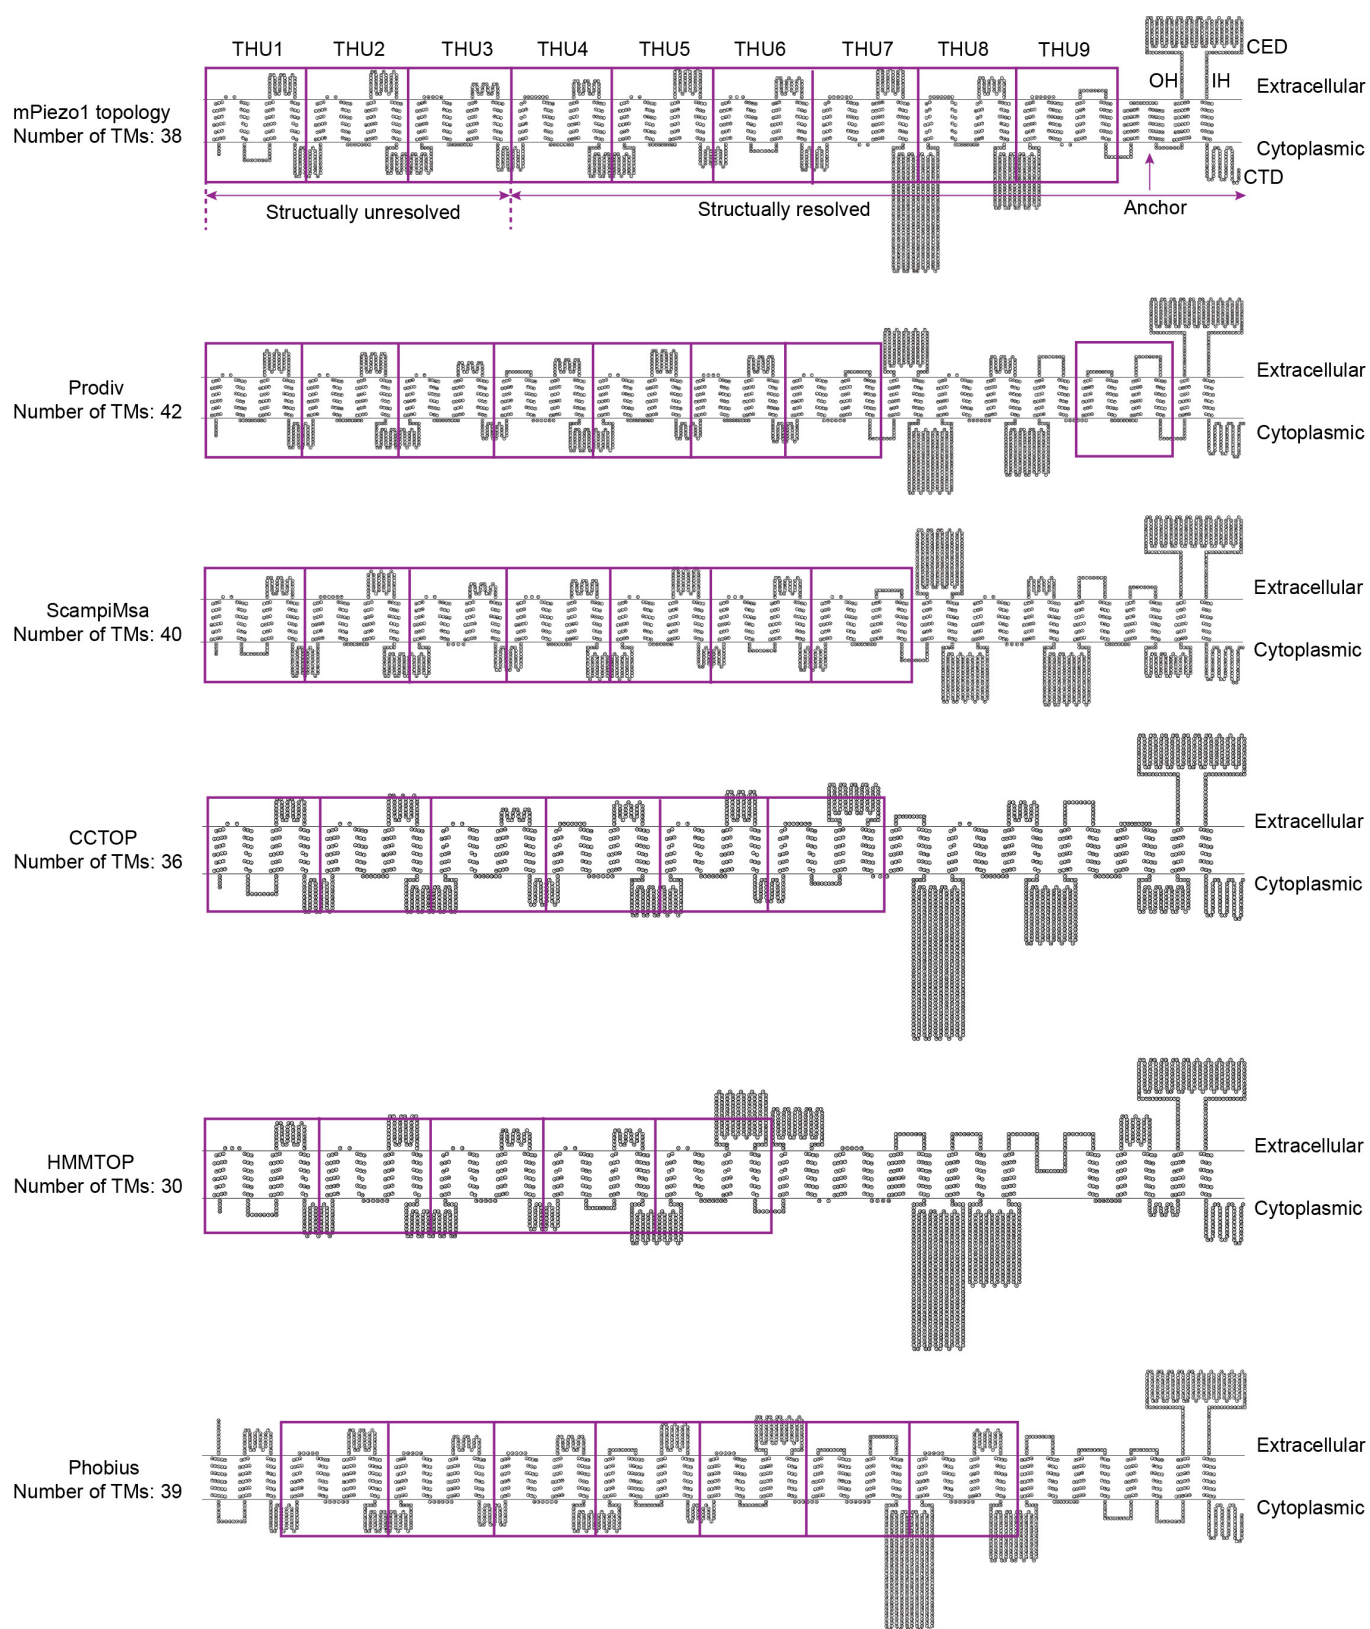 THU1 THU2 THU3 THU4 THU5 THU6 THU7 THU8 THU9
CED
OH IH
Extracellular
mPiezo1 topology
Number of TMs: 38
Cytoplasmic
CTD
Structually unresolved
Structually resolved
Anchor
Extracellular
Prodiv
Number of TMs: 42
Cytoplasmic
Extracellular
ScampiMsa
Number of TMs: 40
Cytoplasmic
Extracellular
CCTOP
Number of TMs: 36
Cytoplasmic
Extracellular
HMMTOP
Number of TMs: 30
Cytoplasmic
Extracellular
Phobius
Number of TMs: 39
Cytoplasmic